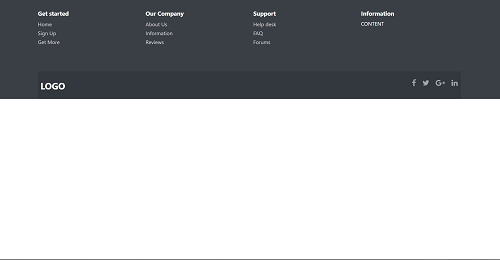 Get started
Home
Sign Up
Get More
Our Company
About Us
Information
Reviews
Support
Help desk
FAQ
Forums
Information
CONTENT
LOGO